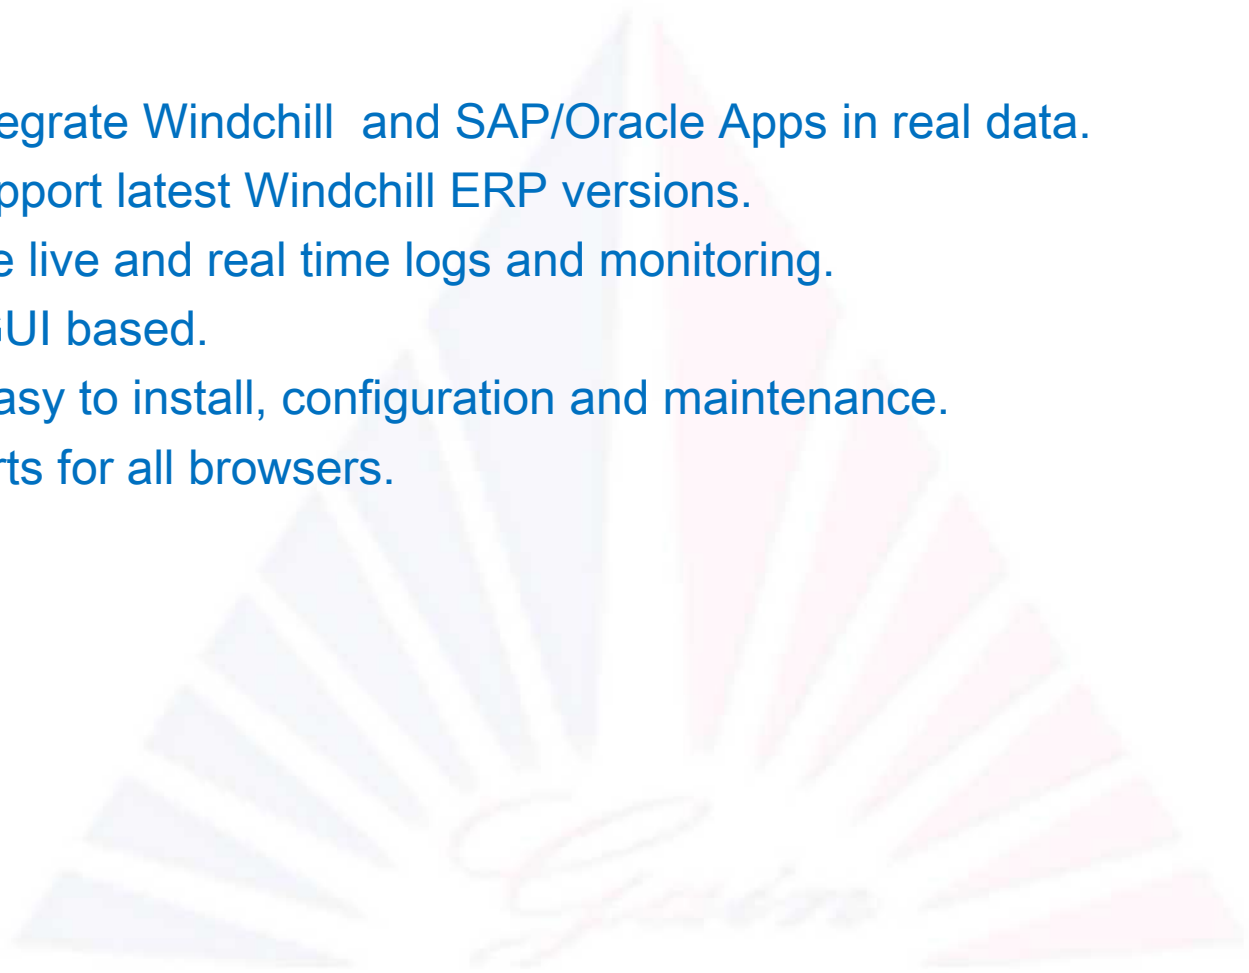 egrate Windchill  and SAP/Oracle Apps in real data.
pport latest Windchill ERP versions.
e live and real time logs and monitoring.
GUI based.
asy to install, configuration and maintenance.
rts for all browsers.